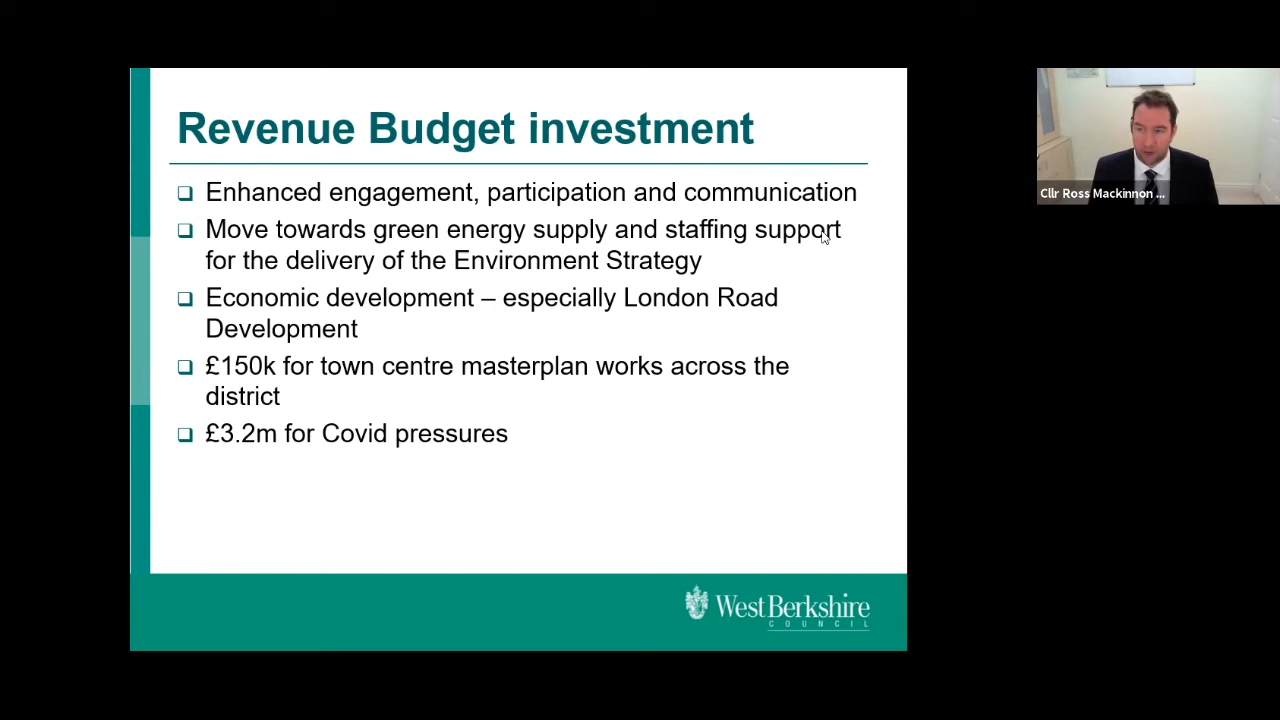 Revenue Budget investment
Enhanced engagement, participation and communication
Move towards green energy supply and staffing support
for the delivery of the Environment Strategy
Economic development – especially London Road
Development
£150k for town centre masterplan works across the
district
£3.2m for Covid pressures
West Berkshire
COUNCIL
Cllr Ross Mackinnon ...